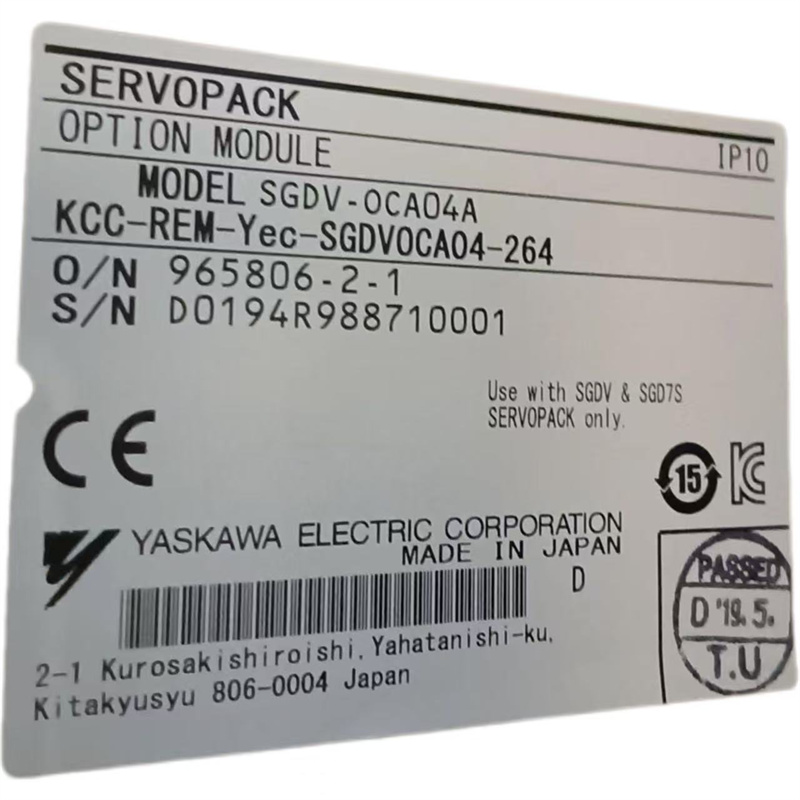 SERVOPACK
OPTION MODULE IP10
MODEL SGDV-OCA04A
KCC-REM-Yec-SGDVOCA04-264
O/N 965806-2-1
S/N D0194R988710001
Use with SGDV & SGD7S
SERVOPACK only.
CE
15
YASKAWA ELECTRIC CORPORATION
MADE IN JAPAN
D
PASSED
D '19.5.
T.U
2-1 Kurosakishiroishi, Yahatanishi-ku,
Kitakyusyu 806-0004 Japan